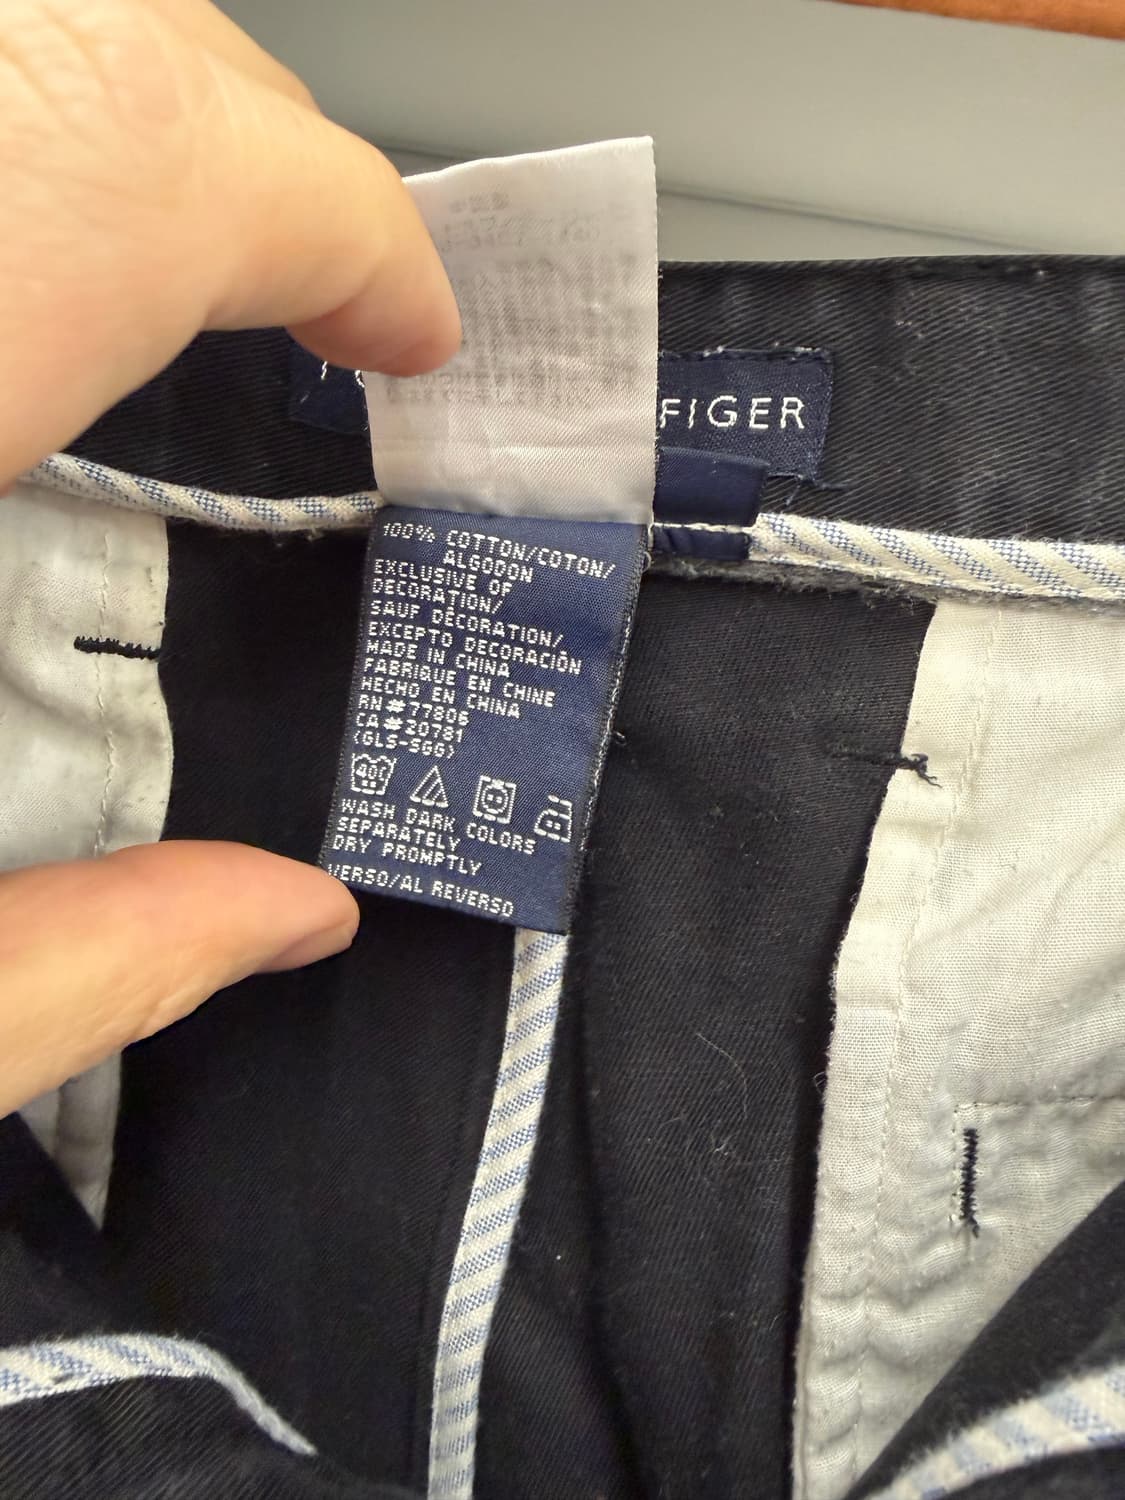 FIGER
100% COTTON/COTON/
ALGODON
EXCLUSIVE OF
DECORATION/
SAUF DÉCORATION/
EXCEPTO DECORACIÓN
MADE IN CHINA
FABRIQUE EN CHINE
HECHO EN CHINA
RN#77806
CA#20781
(GLS-SGG)
40C
WASH DARK COLORS
SEPARATELY
DRY PROMPTLY
VERSO/AL REVERSO